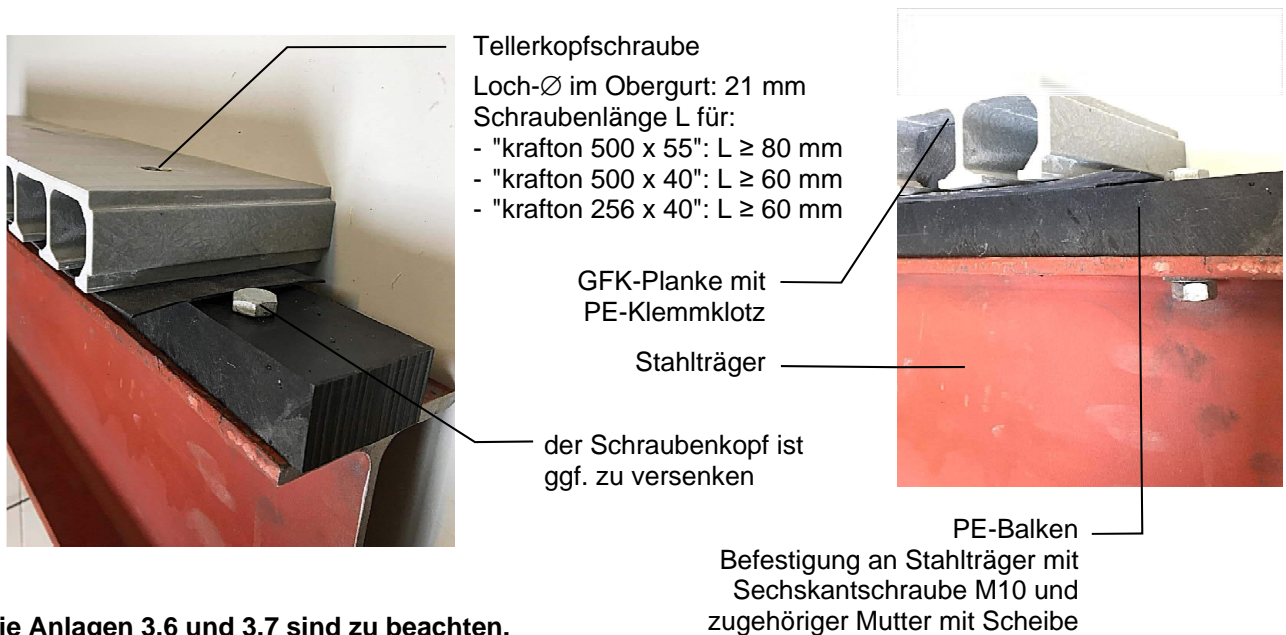 Tellerkopfschraube
Loch-∅ im Obergurt: 21 mm
Schraubenlänge L für:
- "krafton 500 x 55": L ≥ 80 mm
- "krafton 500 x 40": L ≥ 60 mm
- "krafton 256 x 40": L ≥ 60 mm
GFK-Planke mit
PE-Klemmklotz
Stahlträger
der Schraubenkopf ist
ggf. zu versenken
PE-Balken
Befestigung an Stahlträger mit
Sechskantschraube M10 und
zugehöriger Mutter mit Scheibe
ie Anlagen 3.6 und 3.7 sind zu beachten.